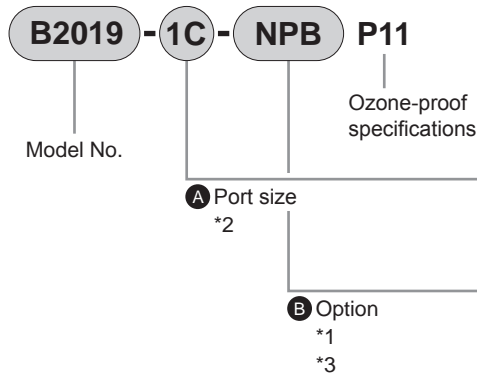 B2019 - 1C - NPB P11
Ozone-proof
specifications
Model No.
A Port size
*2
B Option
*1
*3